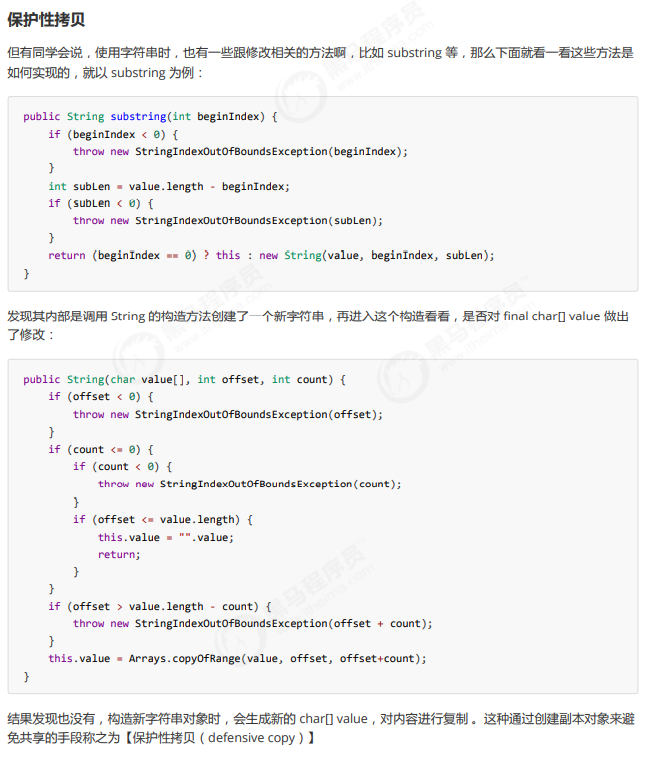 保护性拷贝
但有同学会说，使用字符串时，也有一些跟修改相关的方法啊，比如 substring 等，那么下面就看一看这些方法是
如何实现的，就以 substring 为例：
public String substring(int beginIndex) {
    if (beginIndex < 0) {
        throw new StringIndexOutOfBoundsException(beginIndex);
    }
    int subLen = value.length - beginIndex;
    if (subLen < 0) {
        throw new StringIndexOutOfBoundsException(subLen);
    }
    return (beginIndex == 0) ? this : new String(value, beginIndex, subLen);
}
发现其内部是调用 String 的构造方法创建了一个新字符串，再进入这个构造看看，是否对 final char[] value 做出
了修改：
public String(char value[], int offset, int count) {
    if (offset < 0) {
        throw new StringIndexOutOfBoundsException(offset);
    }
    if (count <= 0) {
        if (count < 0) {
            throw new StringIndexOutOfBoundsException(count);
        }
        if (offset <= value.length) {
            this.value = "".value;
            return;
        }
    }
    if (offset > value.length - count) {
        throw new StringIndexOutOfBoundsException(offset + count);
    }
    this.value = Arrays.copyOfRange(value, offset, offset+count);
}
结果发现也没有，构造新字符串对象时，会生成新的 char[] value，对内容进行复制 。这种通过创建副本对象来避
免共享的手段称之为【保护性拷贝（defensive copy）】